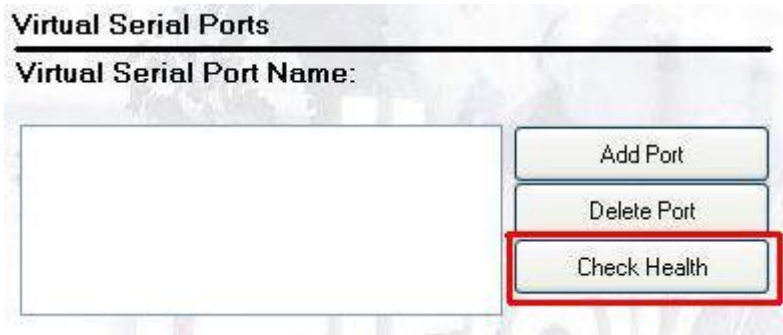 Virtual Serial Ports
Virtual Serial Port Name:
Add Port
Delete Port
Check Health